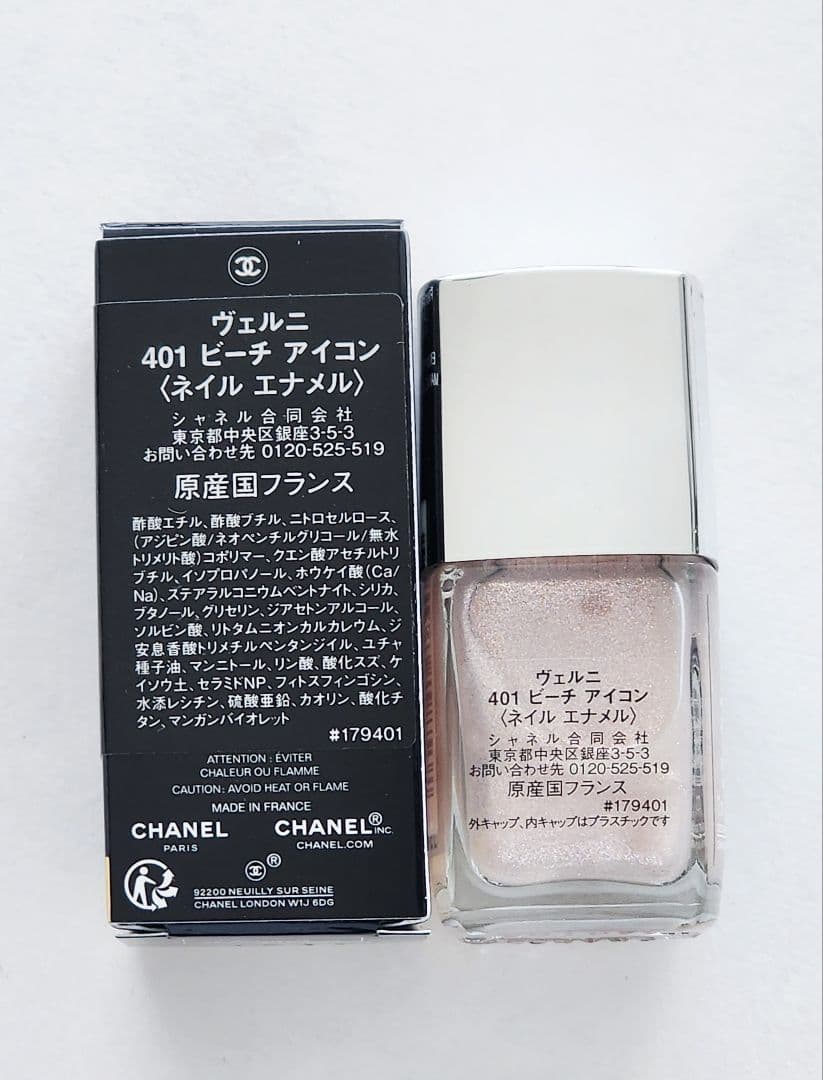 ヴェルニ
401 ビーチ アイコン
〈ネイル エナメル〉
シャネル合同会社
東京都中央区銀座3-5-3
お問い合わせ先 0120-525-519
原産国フランス
酢酸エチル、酢酸ブチル、ニトロセルロース、
(アジピン酸/ネオペンチルグリコール/無水
トリメリト酸)コポリマー、クエン酸アセチルトリ
ブチル、イソプロパノール、ホウケイ酸(Ca/
Na)、ステアラルコニウムベントナイト、シリカ、
ブタノール、グリセリン、ジアセトンアルコール、
ソルビン酸、リトタムニオンカルカレウム、ジ
安息香酸トリメチルペンタンジイル、ユチャ
種子油、マンニトール、リン酸、酸化スズ、ケ
イソウ土、セラミドNP、フィトスフィンゴシン、
水添レシチン、硫酸亜鉛、カオリン、酸化チ
タン、マンガンバイオレット
#179401
ATTENTION : ÉVITER
CHALEUR OU FLAMME
CAUTION: AVOID HEAT OR FLAME
MADE IN FRANCE
CHANEL
PARIS
CHANEL® INC.
CHANEL.COM
®
92200 NEUILLY SUR SEINE
CHANEL LONDON W1J 6DG
ヴェルニ
401 ビーチ アイコン
〈ネイル エナメル〉
シャネル合同会社
東京都中央区銀座3-5-3
お問い合わせ先 0120-525-519
原産国フランス
#179401
外キャップ、内キャップはプラスチックです